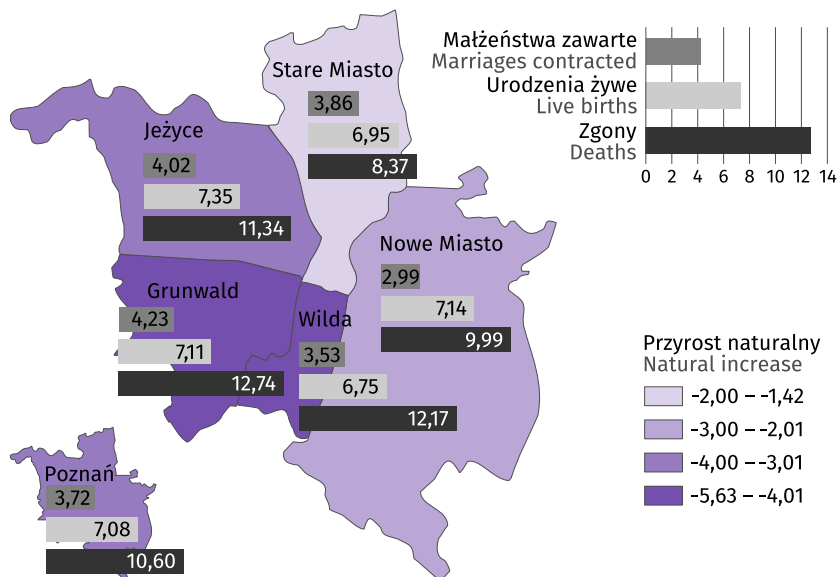 Małżeństwa zawarte
Marriages contracted
Urodzenia żywe
Live births
Zgony
Deaths
0 2 4 6 8 10 12 14
Stare Miasto
3,86
6,95
8,37
Jeżyce
4,02
7,35
11,34
Nowe Miasto
2,99
7,14
9,99
Grunwald
4,23
7,11
12,74
Wilda
3,53
6,75
12,17
Poznań
3,72
7,08
10,60
Przyrost naturalny
Natural increase
-2,00 – -1,42
-3,00 – -2,01
-4,00 – -3,01
-5,63 – -4,01